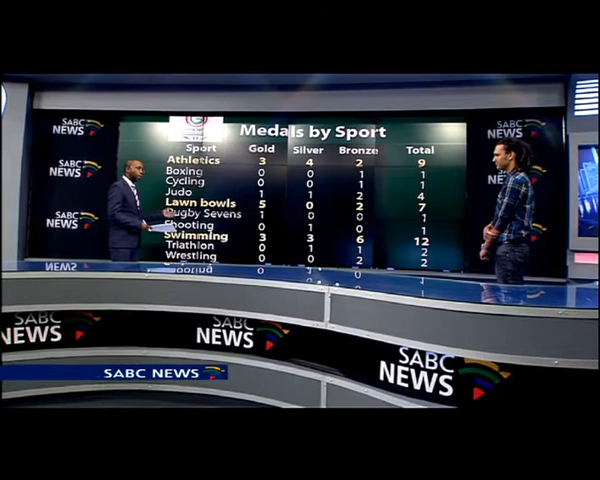 SABC NEWS
SABC NEWS
SABC NEWS
Medals by Sport
Sport Gold Silver Bronze Total
Athletics 3 4 2 9
Boxing 0 0 1 1
Cycling 0 0 1 1
Judo 1 1 2 4
Lawn bowls 5 0 2 7
Rugby Sevens 1 0 0 1
Shooting 0 1 0 1
Swimming 3 3 6 12
Triathlon 0 1 1 2
Wrestling 0 0 2 2
SABC NEWS
SABC NEWS
SABC NEWS
SABC NEWS
SABC NEWS
SABC NEWS